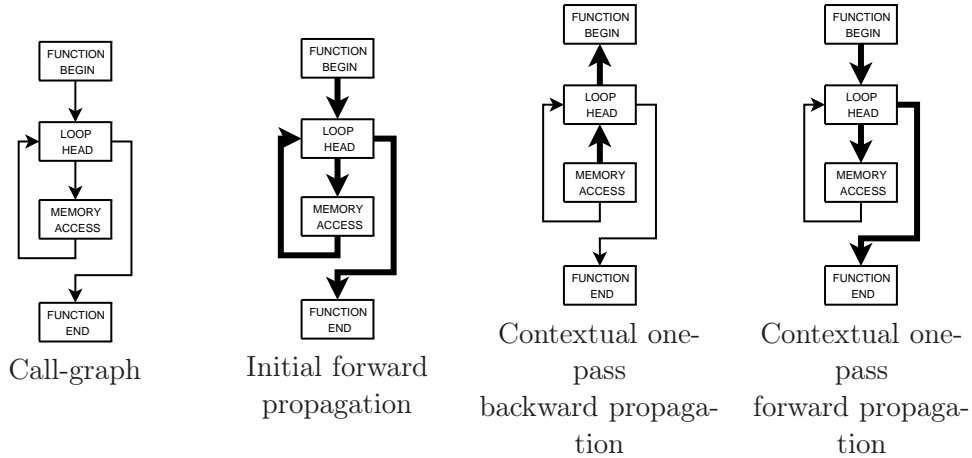 FUNCTION
BEGIN
LOOP
HEAD
MEMORY
ACCESS
FUNCTION
END
Call-graph
FUNCTION
BEGIN
LOOP
HEAD
MEMORY
ACCESS
FUNCTION
END
Initial forward
propagation
FUNCTION
BEGIN
LOOP
HEAD
MEMORY
ACCESS
FUNCTION
END
Contextual one-
pass
backward propaga-
tion
FUNCTION
BEGIN
LOOP
HEAD
MEMORY
ACCESS
FUNCTION
END
Contextual one-
pass
forward propaga-
tion